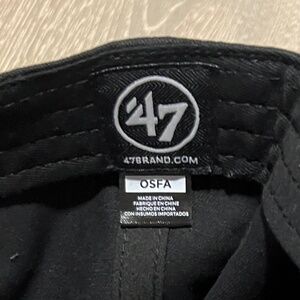 '47
47BRAND.COM
OSFA
MADE IN CHINA
FABRIQUÉ EN CHINE
HECHO EN CHINA
CON INSUMOS IMPORTADOS